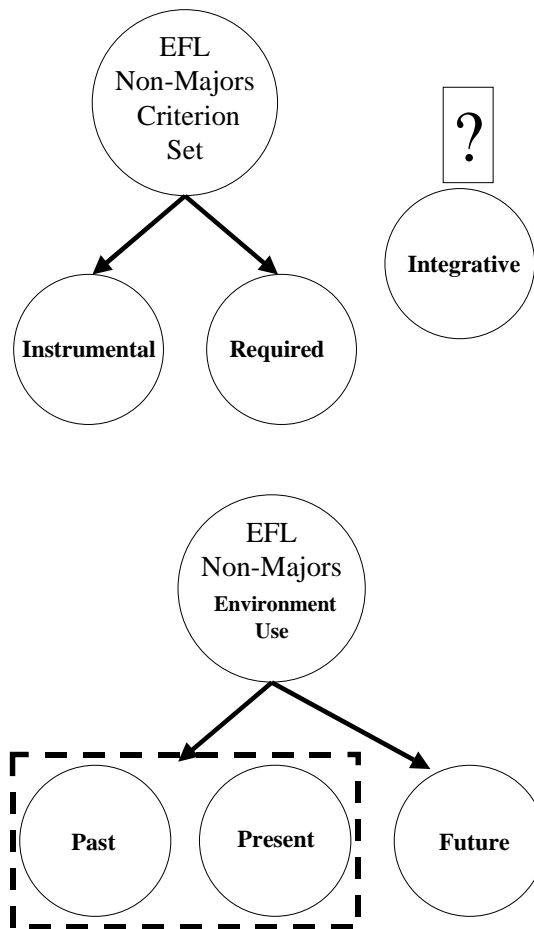 EFL
Non-Majors
Criterion
Set
?
Integrative
Instrumental
Required
EFL
Non-Majors
Environment
Use
Past
Present
Future